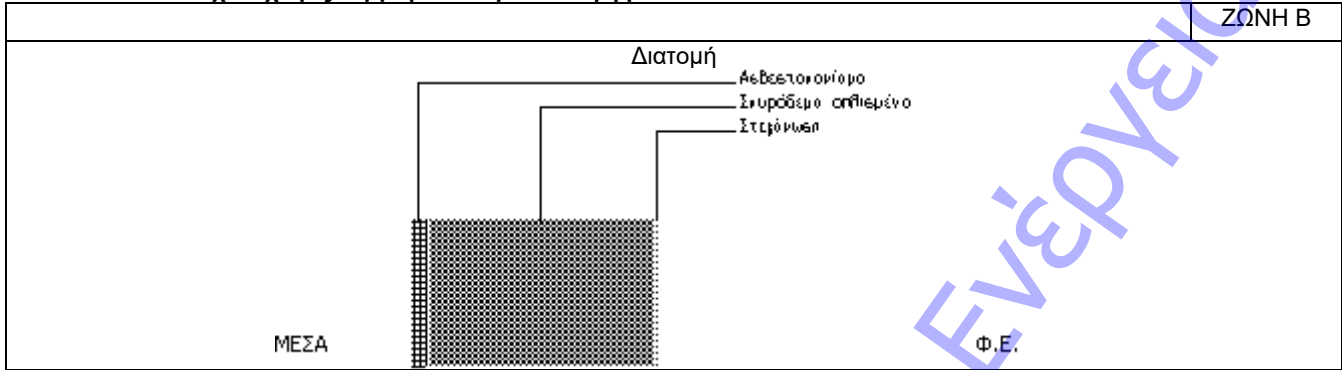 ΖΩΝΗ Β
Διατομή
Ασβεστοκονίαμα
Σκυρόδεμα οπλισμένο
Στεγάνωση
ΜΕΣΑ
Φ.Ε.
Ενέργεια